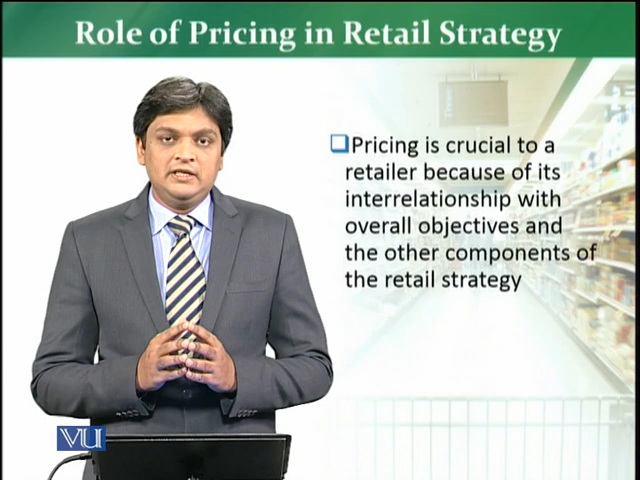 Role of Pricing in Retail Strategy
Pricing is crucial to a
retailer because of its
interrelationship with
overall objectives and
the other components of
the retail strategy
VU